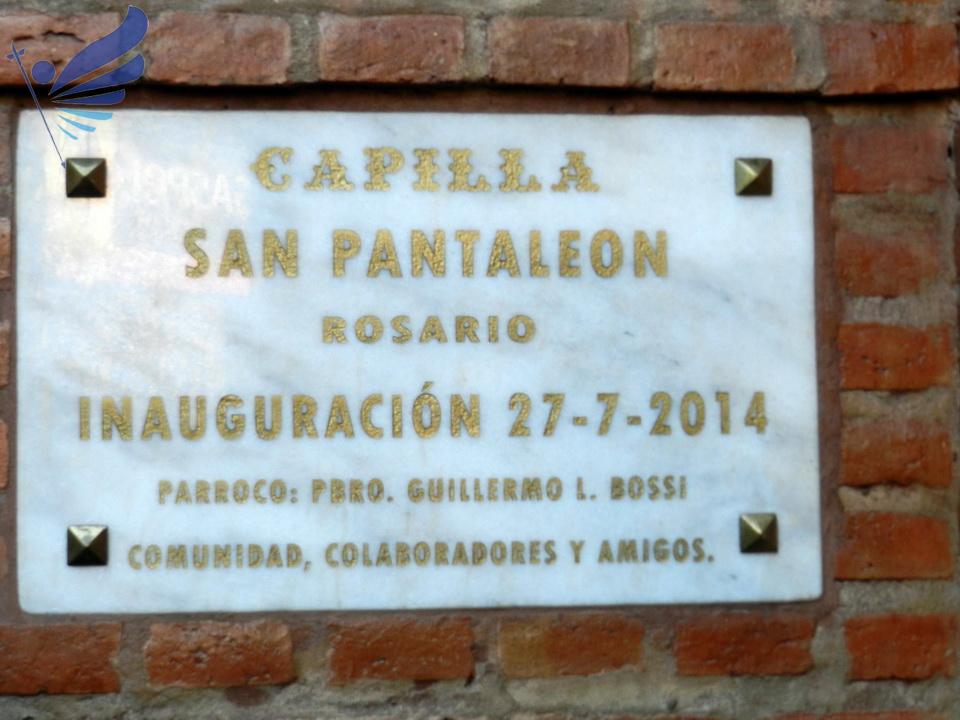 CAPILLA
SAN PANTALEON
ROSARIO
INAUGURACIÓN 27-7-2014
PARROCO: PBRO. GUILLERMO L. BOSSI
COMUNIDAD, COLABORADORES Y AMIGOS.